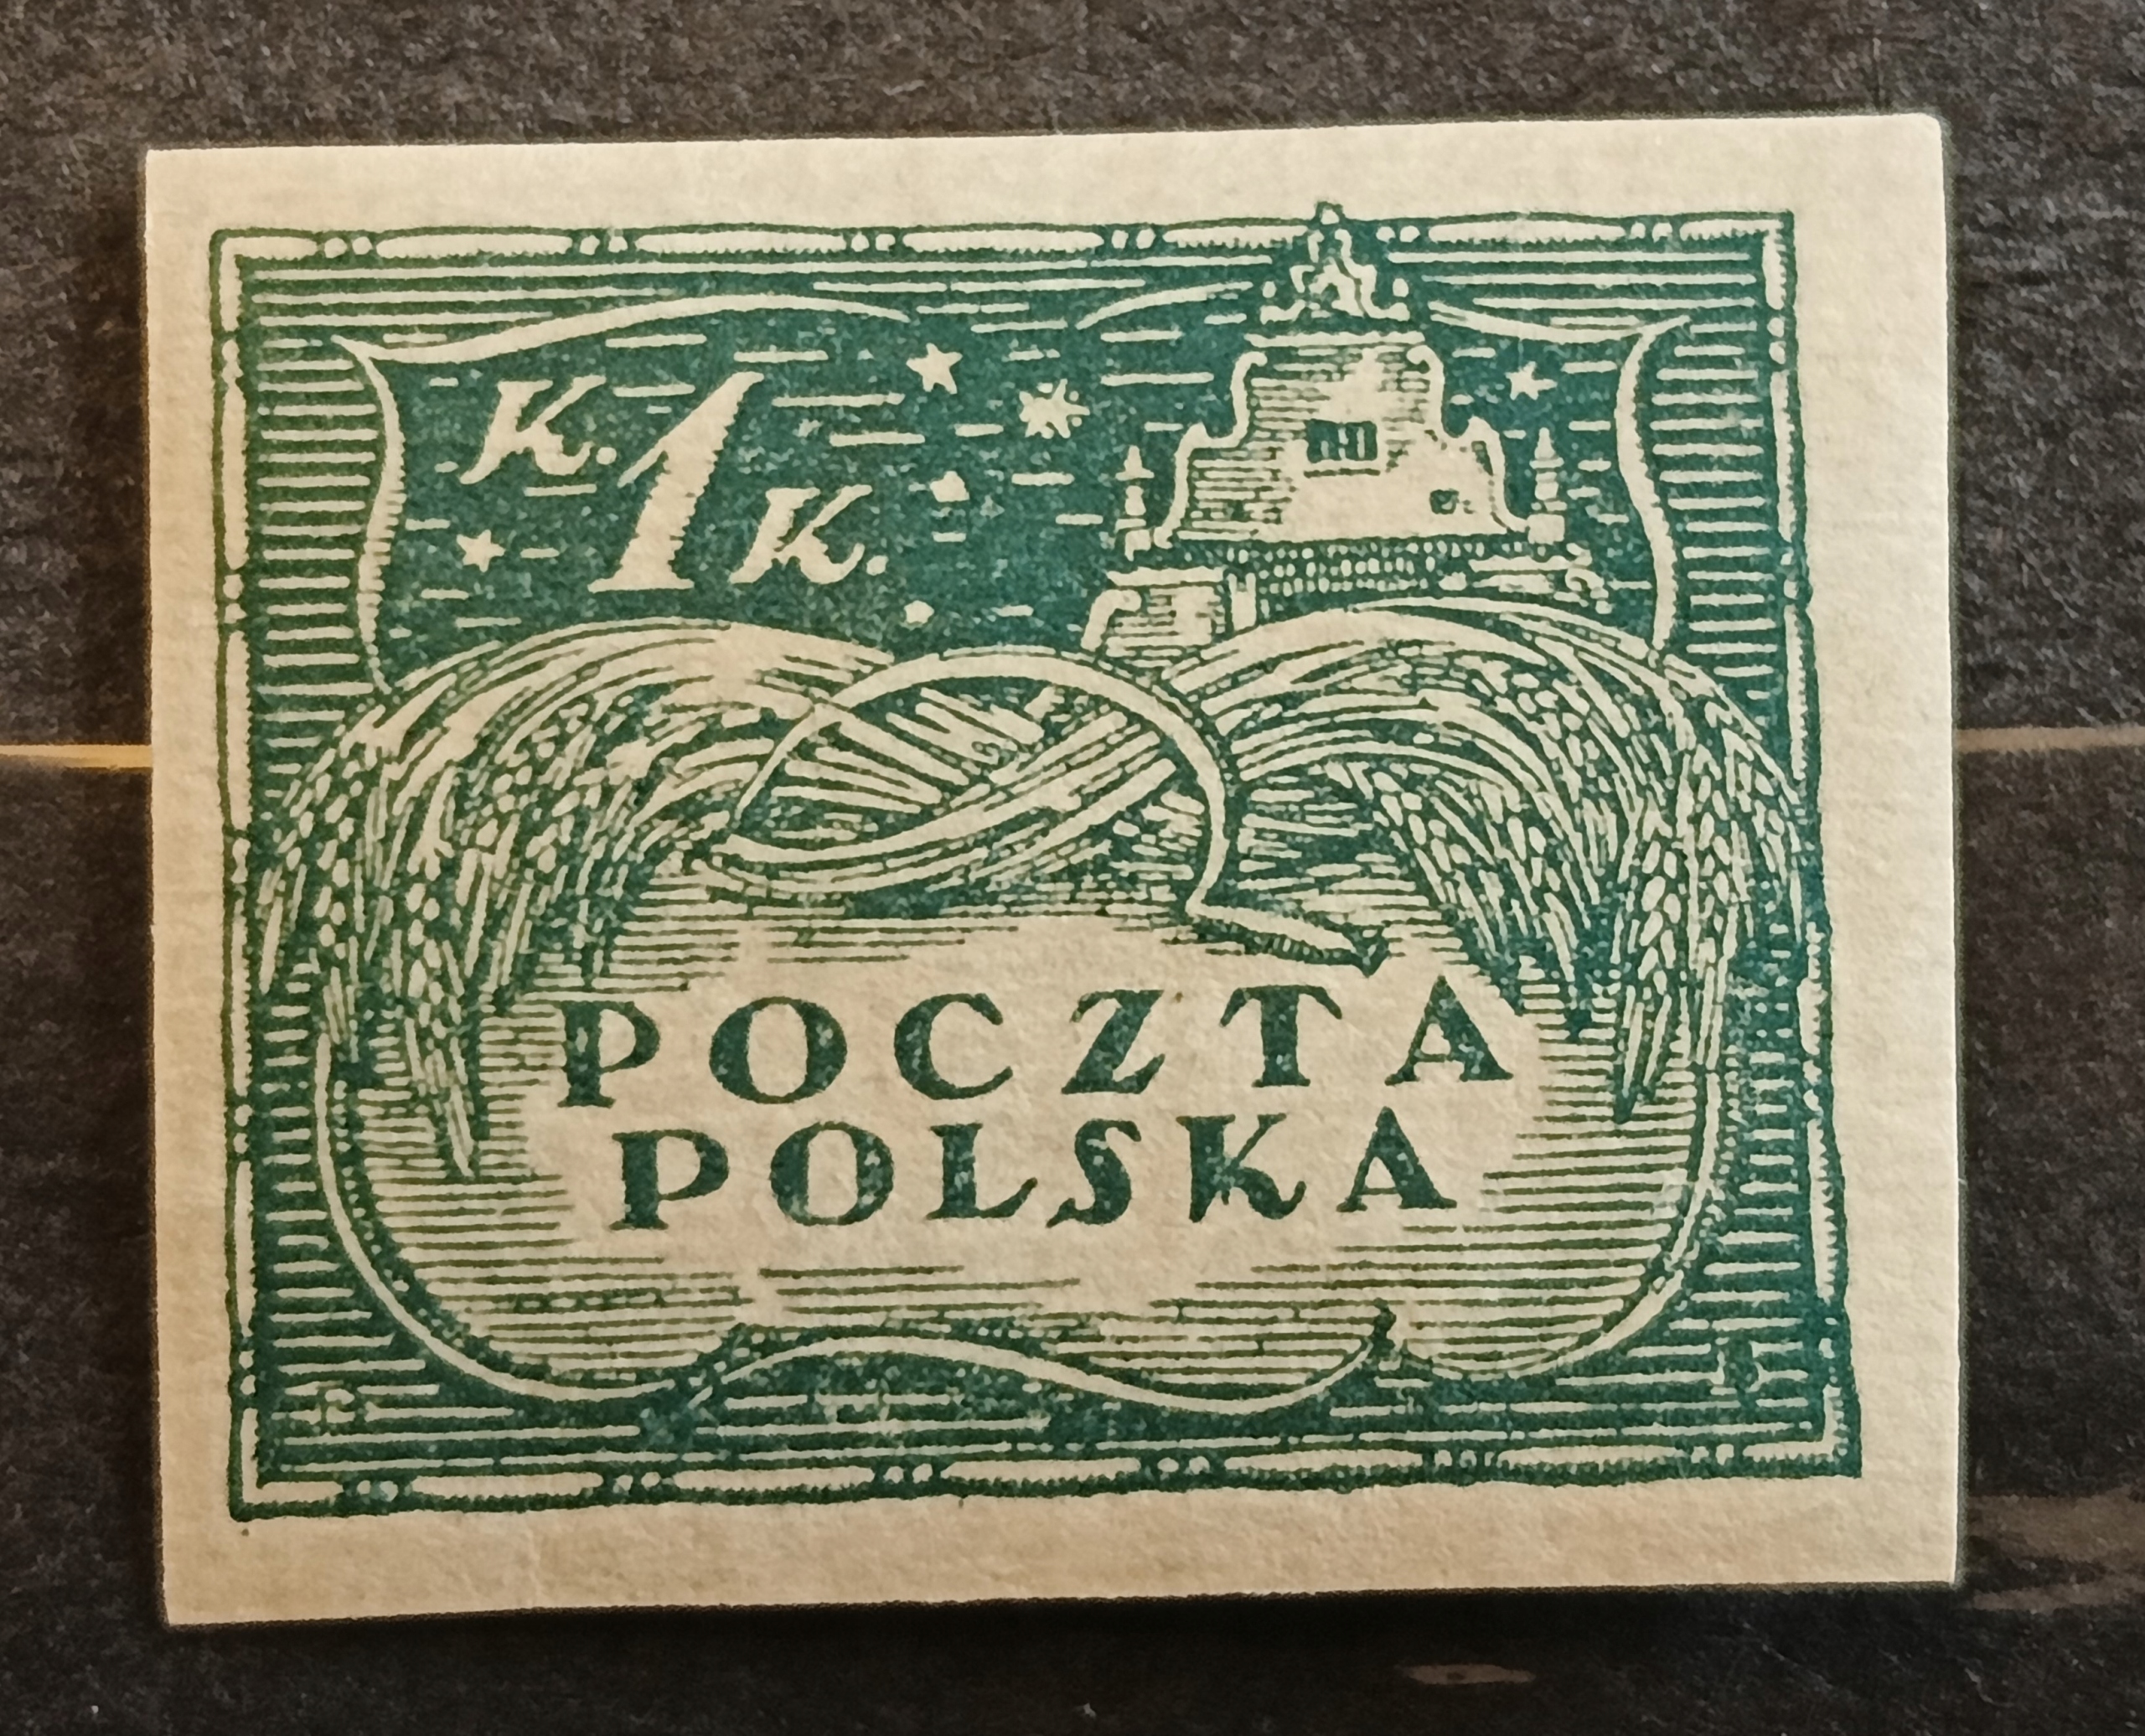 K. 1 K.
POCZTA
POLSKA